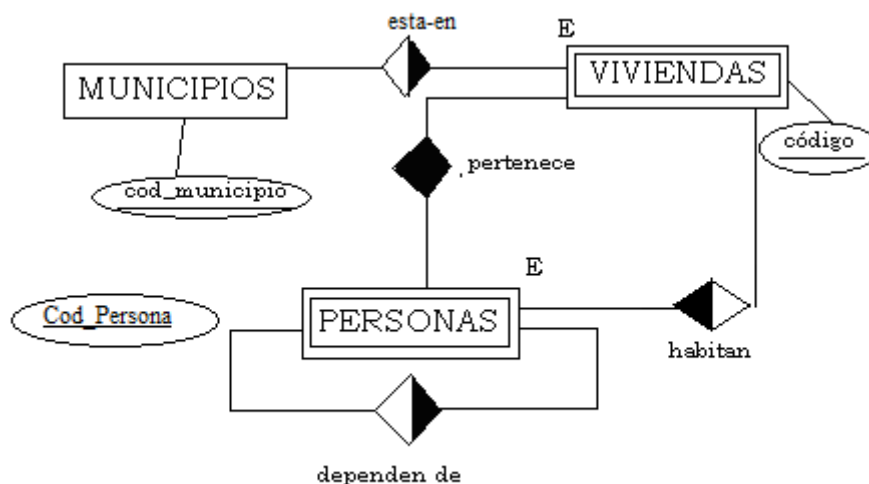 esta-en
E
VIVIENDAS
MUNICIPIOS
código
pertenece
cod_municipio
E
Cod_Persona
PERSONAS
habitan
dependen de